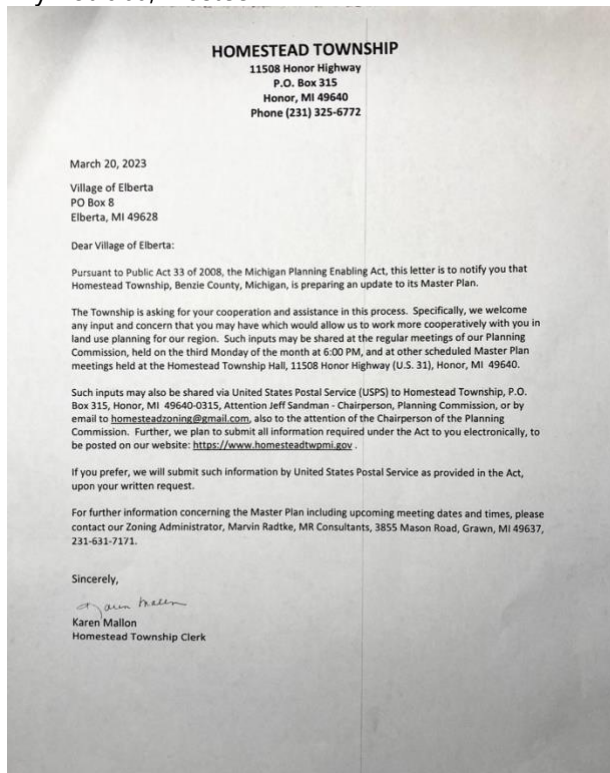 HOMESTEAD TOWNSHIP
11508 Honor Highway
P.O. Box 315
Honor, MI 49640
Phone (231) 325-6772
March 20, 2023
Village of Elberta
PO Box 8
Elberta, MI 49628
Dear Village of Elberta:
Pursuant to Public Act 33 of 2008, the Michigan Planning Enabling Act, this letter is to notify you that
Homestead Township, Benzie County, Michigan, is preparing an update to its Master Plan.
The Township is asking for your cooperation and assistance in this process. Specifically, we welcome
any input and concern that you may have which would allow us to work more cooperatively with you in
land use planning for our region. Such inputs may be shared at the regular meetings of our Planning
Commission, held on the third Monday of the month at 6:00 PM, and at other scheduled Master Plan
meetings held at the Homestead Township Hall, 11508 Honor Highway (U.S. 31), Honor, MI 49640.
Such inputs may also be shared via United States Postal Service (USPS) to Homestead Township, P.O.
Box 315, Honor, MI 49640-0315, Attention Jeff Sandman - Chairperson, Planning Commission, or by
email to homesteadzoning@gmail.com, also to the attention of the Chairperson of the Planning
Commission. Further, we plan to submit all information required under the Act to you electronically, to
be posted on our website: https://www.homesteadtwpmi.gov .
If you prefer, we will submit such information by United States Postal Service as provided in the Act,
upon your written request.
For further information concerning the Master Plan including upcoming meeting dates and times, please
contact our Zoning Administrator, Marvin Radtke, MR Consultants, 3855 Mason Road, Grawn, MI 49637,
231-631-7171.
Sincerely,
Karen Mallon
Karen Mallon
Homestead Township Clerk